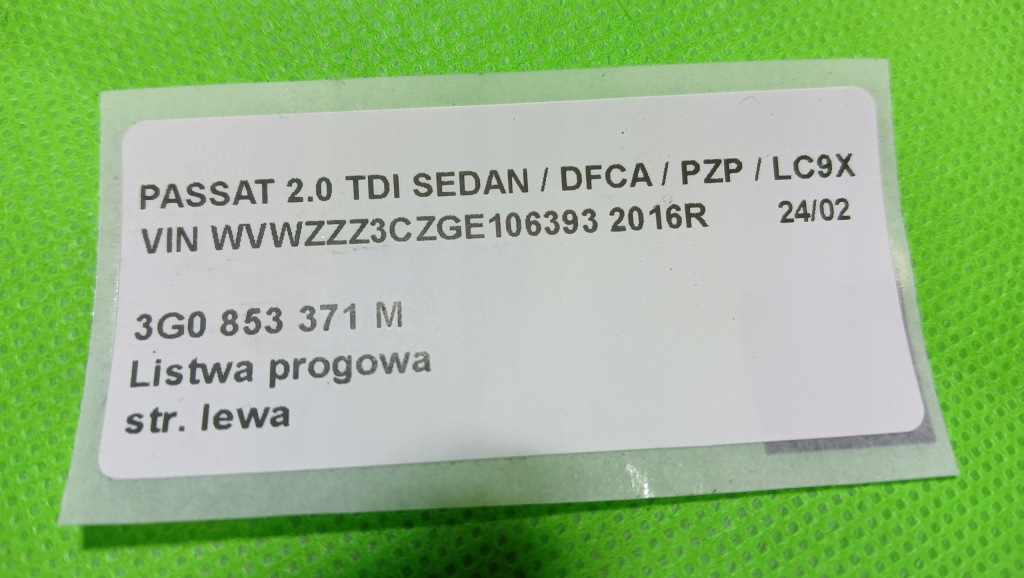 PASSAT 2.0 TDI SEDAN / DFCA / PZP / LC9X
VIN WVWZZZ3CZGE106393 2016R 24/02
3G0 853 371 M
Listwa progowa
str. lewa